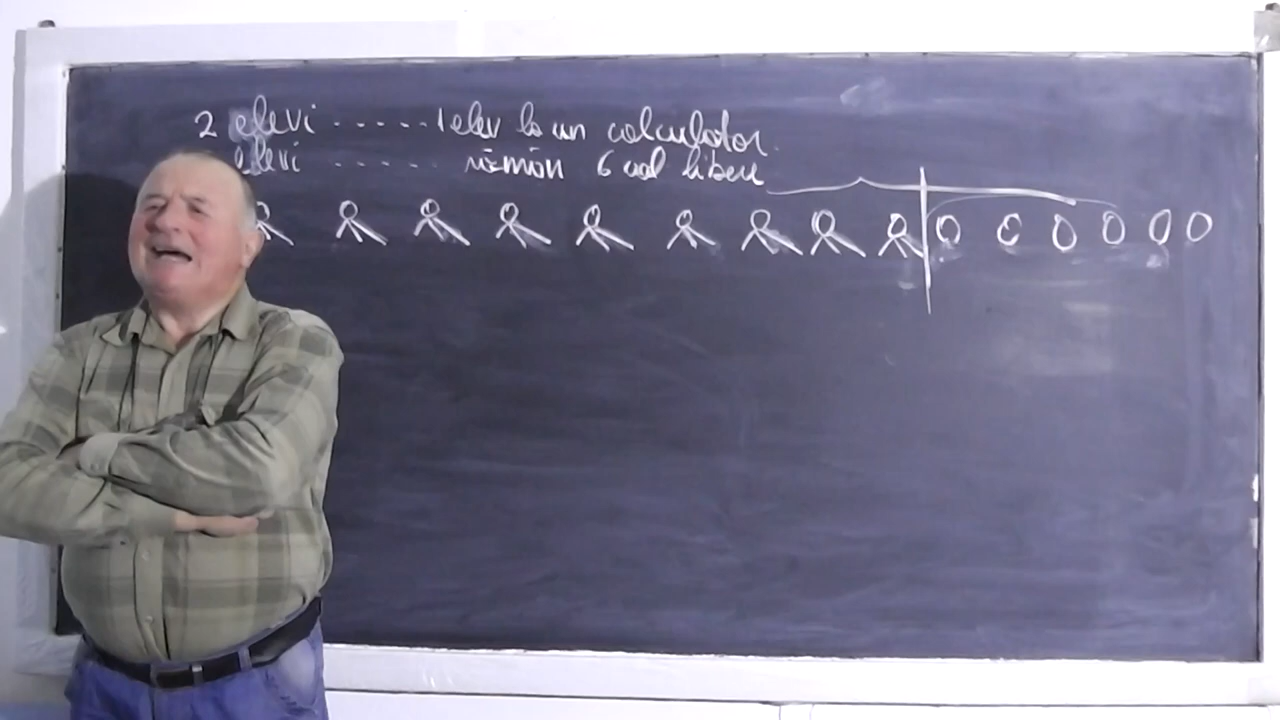 2 elevi ..... 1 elev la un calculator.
elevi ..... rămân 6 cal libere